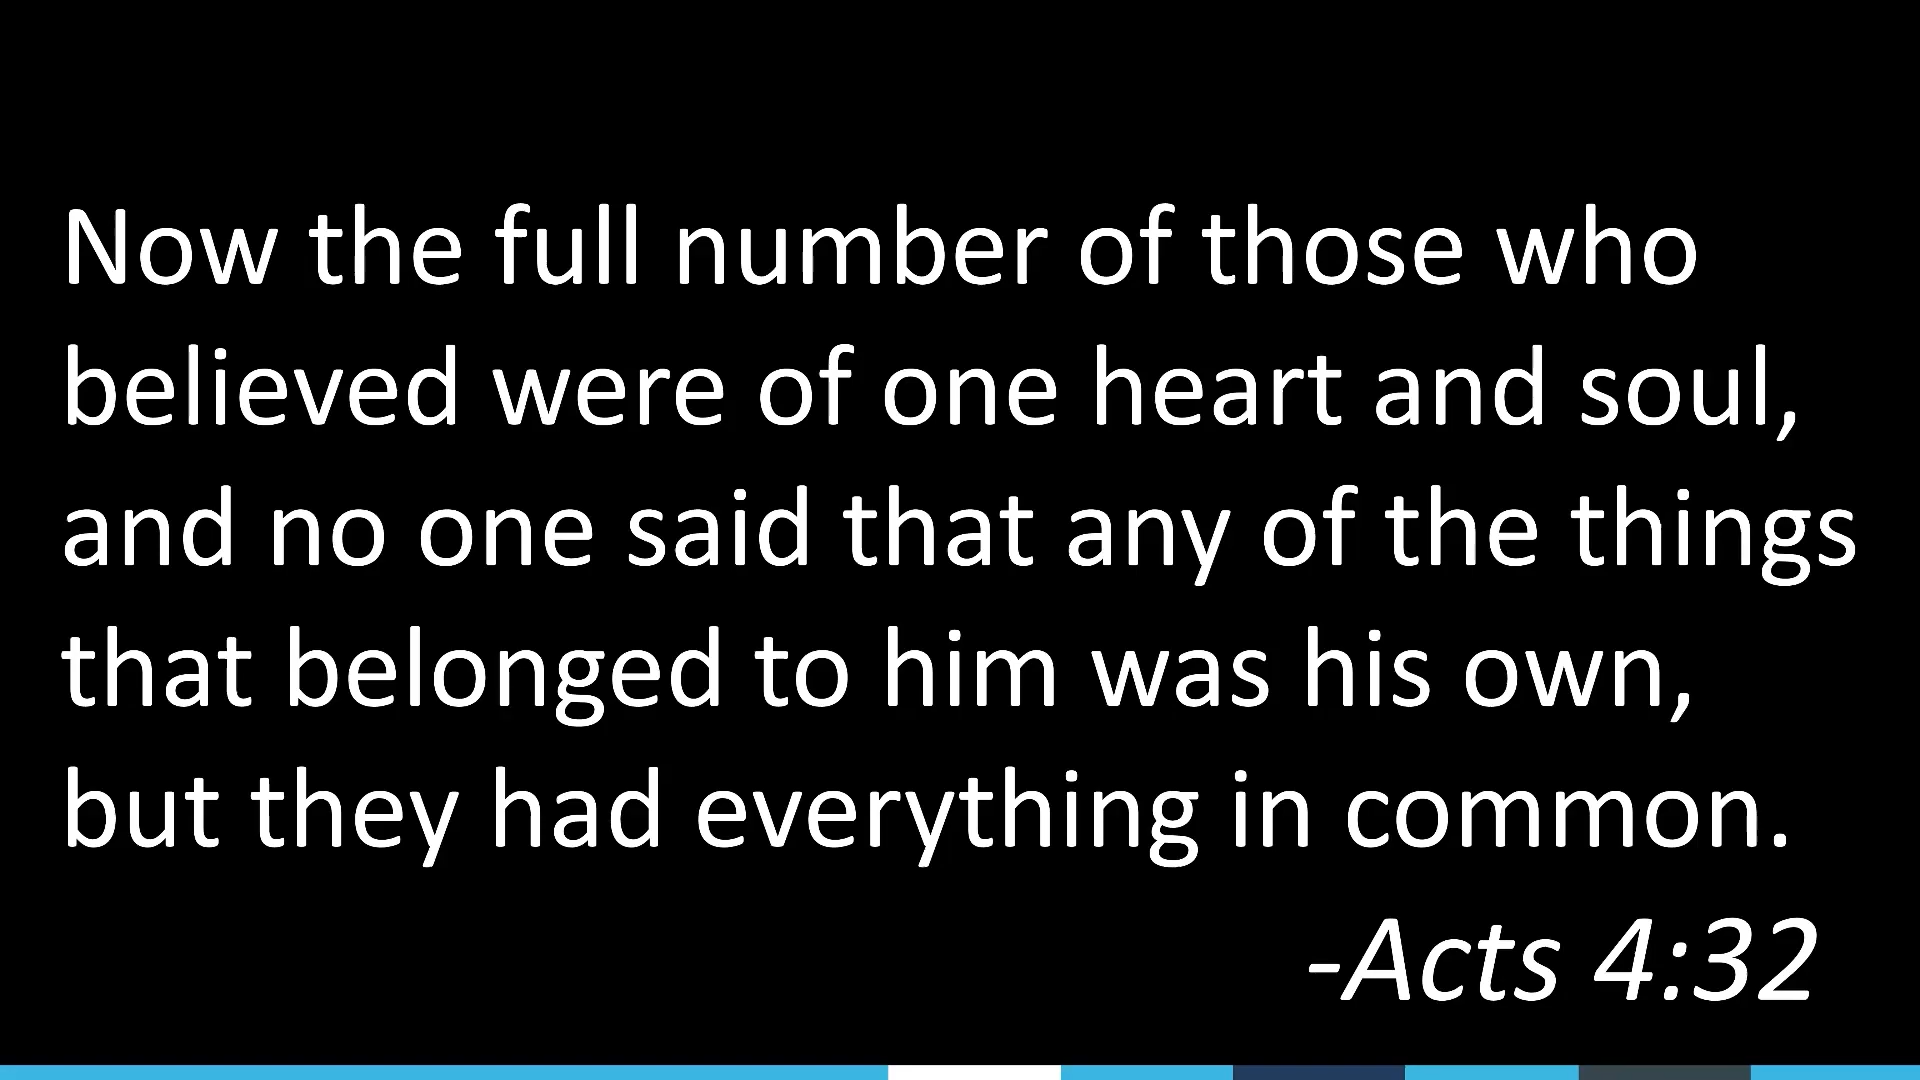 Now the full number of those who
believed were of one heart and soul,
and no one said that any of the things
that belonged to him was his own,
but they had everything in common.
-Acts 4:32